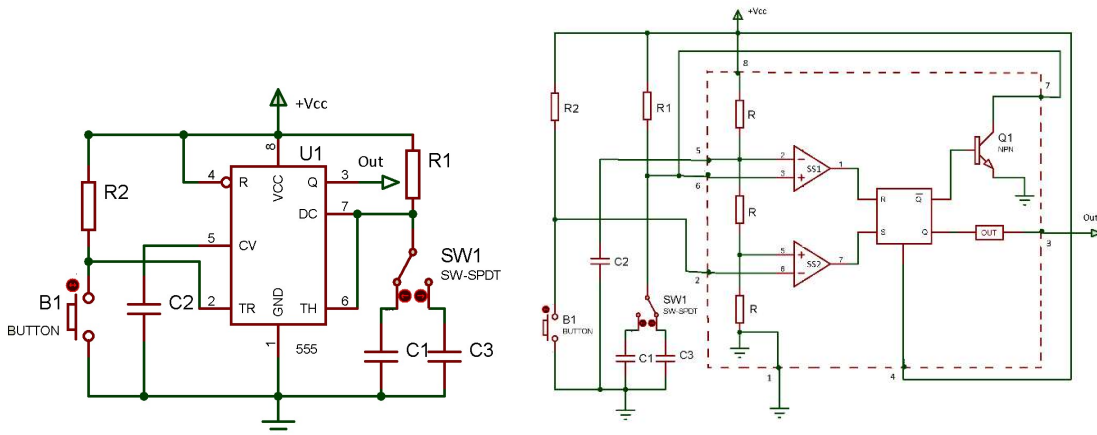 +Vcc
U1
8
4
R
VCC
Q
3
Out
R1
R2
DC
7
5
CV
SW1
SW-SPDT
B1
BUTTON
C2
2
TR
GND
TH
6
1
555
C1
C3
+Vcc
8
7
R2
R1
R
Q1
NPN
5
2
SS1
1
3
6
R
Q̅
R
S
Q
OUT
3
Out
5
SS2
7
6
2
C2
R
SW1
SW-SPDT
B1
BUTTON
C1
C3
1
4